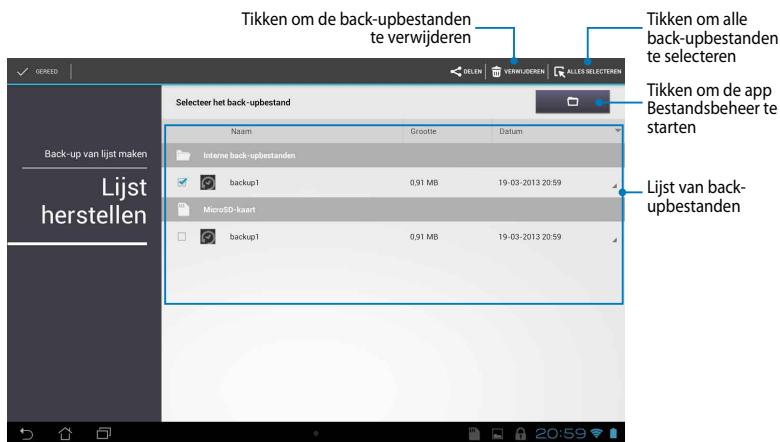 Tikken om de back-upbestanden
te verwijderen
Tikken om alle
back-upbestanden
te selecteren
GEREED
DELEN
VERWIJDEREN
ALLES SELECTEREN
Tikken om de app
Bestandsbeheer te
starten
Selecteer het back-upbestand
Naam Grootte Datum
Back-up van lijst maken
Interne back-upbestanden
Lijst
herstellen
backup1 0,91 MB 19-03-2013 20:59
Lijst van back-
upbestanden
MicroSD-kaart
backup1 0,91 MB 19-03-2013 20:59
20:59